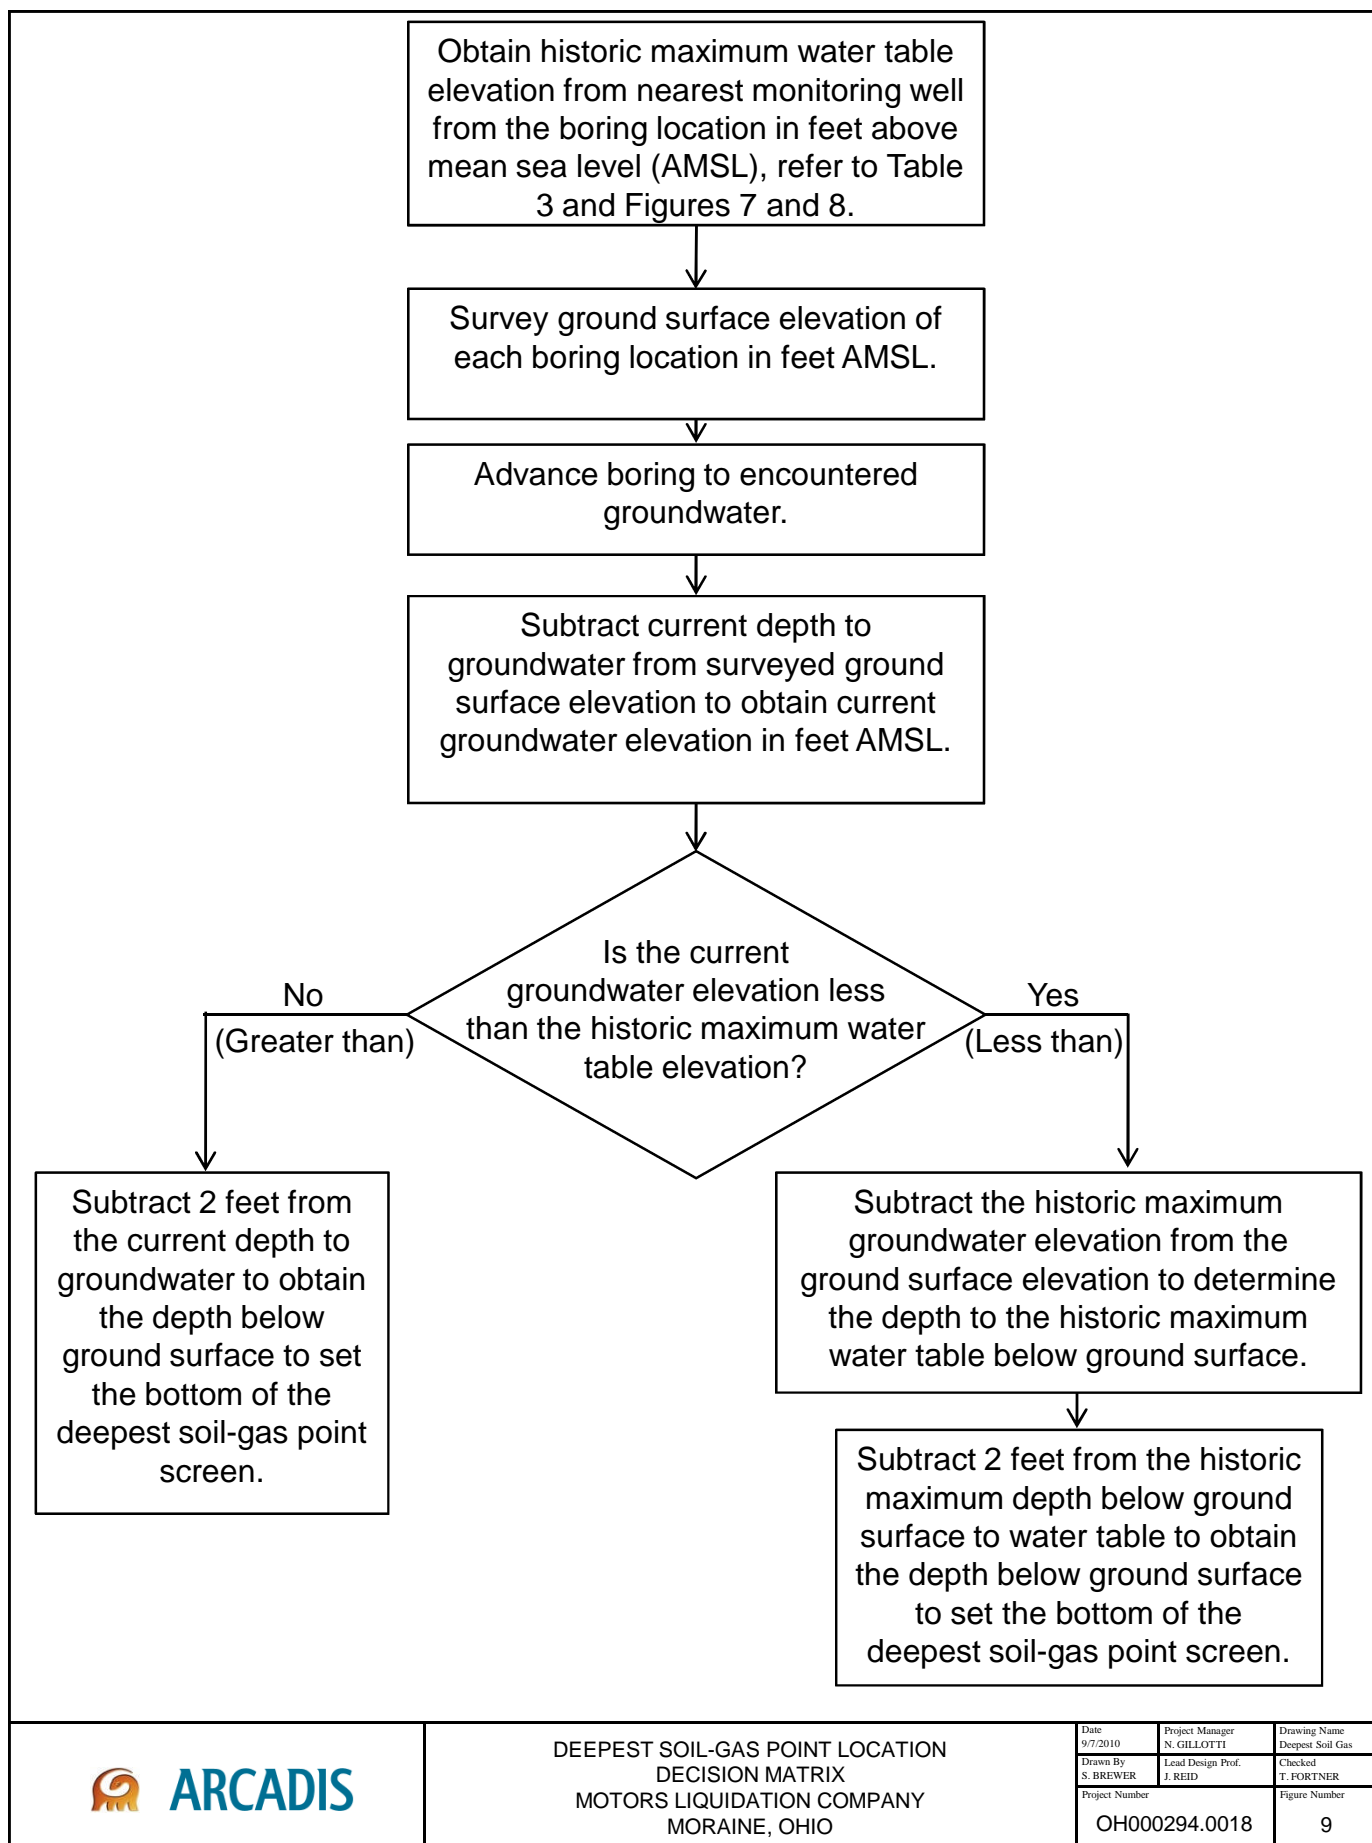 Obtain historic maximum water table
elevation from nearest monitoring well
from the boring location in feet above
mean sea level (AMSL), refer to Table
3 and Figures 7 and 8.
Survey ground surface elevation of
each boring location in feet AMSL.
Advance boring to encountered
groundwater.
Subtract current depth to
groundwater from surveyed ground
surface elevation to obtain current
groundwater elevation in feet AMSL.
Is the current
groundwater elevation less
than the historic maximum water
table elevation?
No
(Greater than)
Yes
(Less than)
Subtract 2 feet from
the current depth to
groundwater to obtain
the depth below
ground surface to set
the bottom of the
deepest soil-gas point
screen.
Subtract the historic maximum
groundwater elevation from the
ground surface elevation to determine
the depth to the historic maximum
water table below ground surface.
Subtract 2 feet from the historic
maximum depth below ground
surface to water table to obtain
the depth below ground surface
to set the bottom of the
deepest soil-gas point screen.
ARCADIS
DEEPEST SOIL-GAS POINT LOCATION
DECISION MATRIX
MOTORS LIQUIDATION COMPANY
MORAINE, OHIO
Date
9/7/2010
Project Manager
N. GILLOTTI
Drawing Name
Deepest Soil Gas
Drawn By
S. BREWER
Lead Design Prof.
J. REID
Checked
T. FORTNER
Project Number
OH000294.0018
Figure Number
9